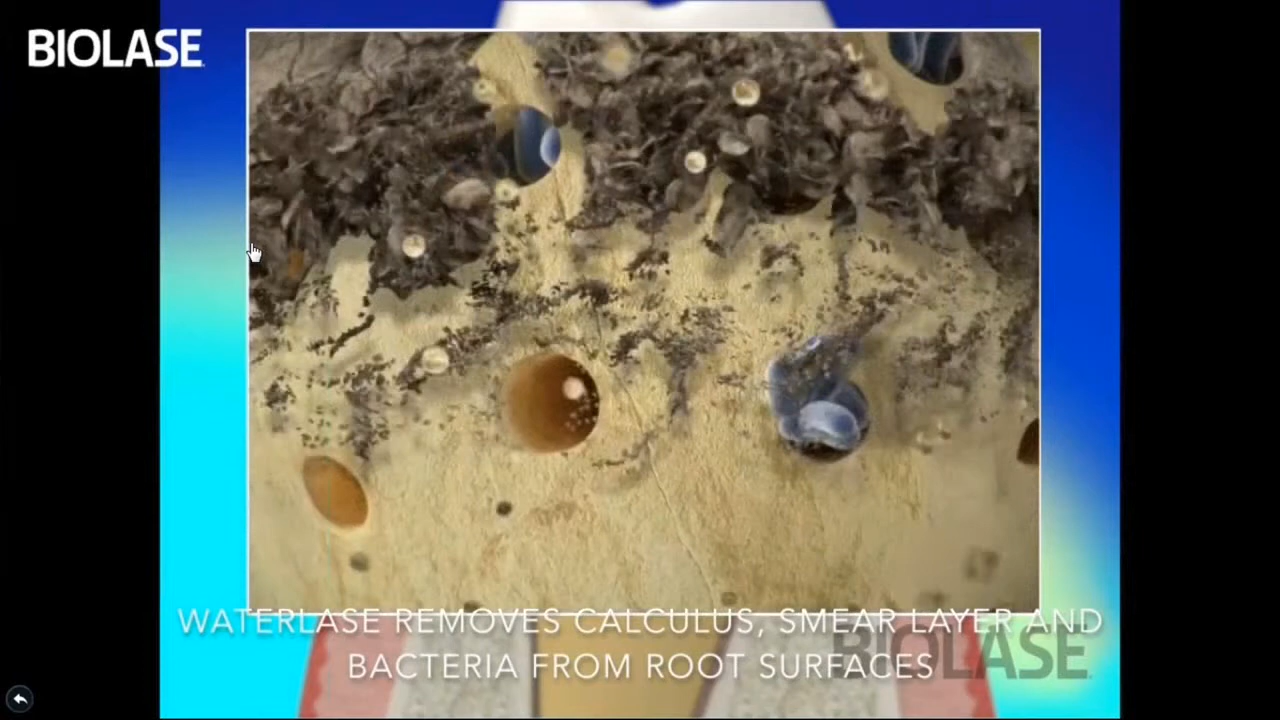 BIOLASE
WATERLASE REMOVES CALCULUS, SMEAR LAYER AND
BACTERIA FROM ROOT SURFACES
BIOLASE